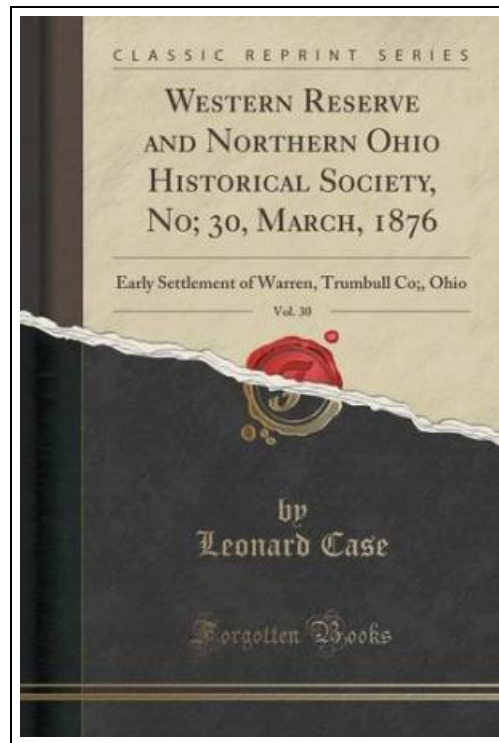 CLASSIC REPRINT SERIES
WESTERN RESERVE
AND NORTHERN OHIO
HISTORICAL SOCIETY,
NO; 30, MARCH, 1876
Early Settlement of Warren, Trumbull Co;, Ohio
Vol. 30
F
by
Leonard Case
Forgotten Books